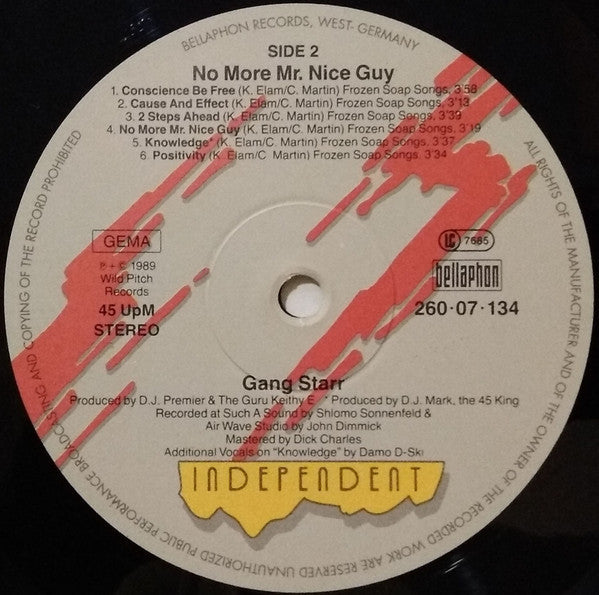 BELLAPHON RECORDS, WEST-GERMANY
SIDE 2
No More Mr. Nice Guy
1. Conscience Be Free (K. Elam/C. Martin) Frozen Soap Songs, 3'58
2. Cause And Effect (K. Elam/C. Martin) Frozen Soap Songs, 3'13
3. 2 Steps Ahead (K. Elam/C. Martin) Frozen Soap Songs, 3'39
4. No More Mr. Nice Guy (K. Elam/C. Martin) Frozen Soap Songs, 3'19
5. Knowledge* (K. Elam/C. Martin) Frozen Soap Songs, 3'37
6. Positivity (K. Elam/C. Martin) Frozen Soap Songs, 3'34
GEMA
℗ + © 1989
Wild Pitch
Records
45 UpM
STEREO
LC 7685
bellaphon
260·07·134
Gang Starr
Produced by D.J. Premier & The Guru Keithy E * Produced by D.J. Mark, the 45 King
Recorded at Such A Sound by Shlomo Sonnenfeld &
Air Wave Studio by John Dimmick
Mastered by Dick Charles
Additional Vocals on "Knowledge" by Damo D-Ski
INDEPENDENT
ALL RIGHTS OF THE MANUFACTURER AND OF THE OWNER OF THE RECORDED WORK ARE RESERVED UNAUTHORIZED PUBLIC PERFORMANCE BROADCASTING AND COPYING OF THE RECORD PROHIBITED